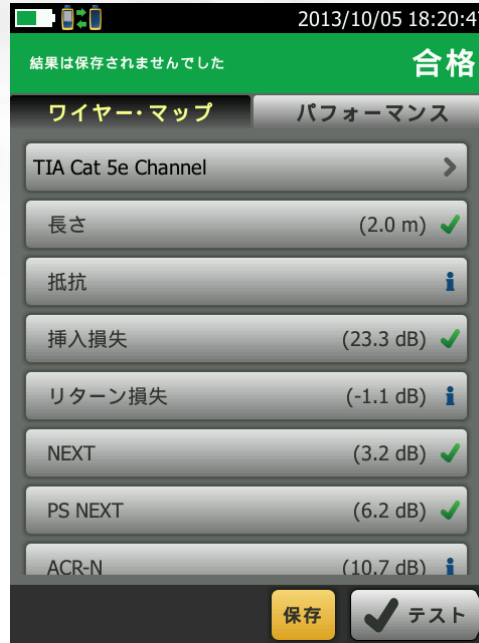 2013/10/05 18:20:47
結果は保存されませんでした
合格
ワイヤー・マップ
パフォーマンス
TIA Cat 5e Channel
長さ (2.0 m)
抵抗
挿入損失 (23.3 dB)
リターン損失 (-1.1 dB)
NEXT (3.2 dB)
PS NEXT (6.2 dB)
ACR-N (10.7 dB)
保存
テスト